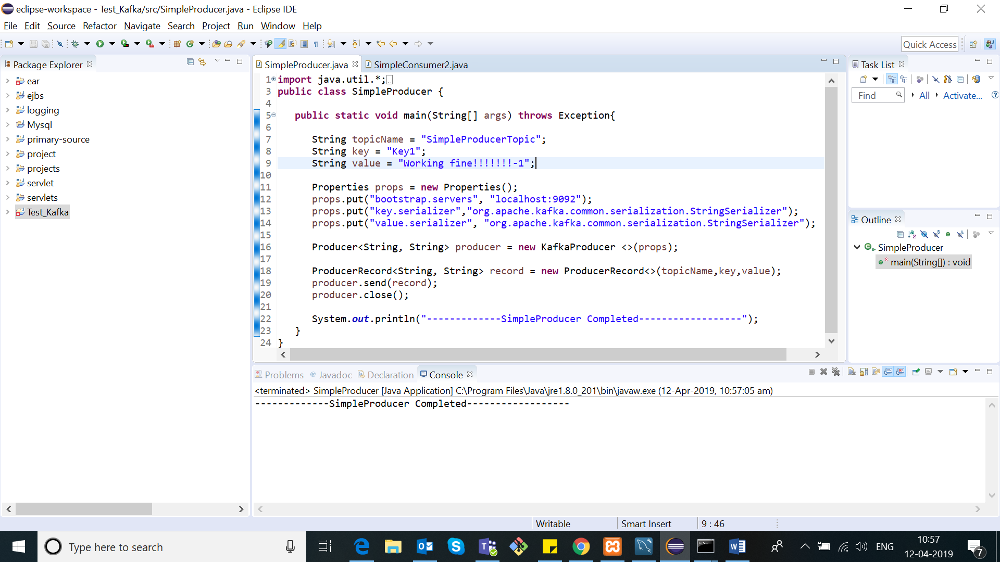 eclipse-workspace - Test_Kafka/src/SimpleProducer.java - Eclipse IDE
File Edit Source Refactor Navigate Search Project Run Window Help
Quick Access
Package Explorer
ear
ejbs
logging
Mysql
primary-source
project
projects
servlet
servlets
Test_Kafka
SimpleProducer.java SimpleConsumer2.java
1 import java.util.*;
3 public class SimpleProducer {
4
5 public static void main(String[] args) throws Exception{
6
7 String topicName = "SimpleProducerTopic";
8 String key = "Key1";
9 String value = "Working fine!!!!!!!-1";
10
11 Properties props = new Properties();
12 props.put("bootstrap.servers", "localhost:9092");
13 props.put("key.serializer","org.apache.kafka.common.serialization.StringSerializer");
14 props.put("value.serializer", "org.apache.kafka.common.serialization.StringSerializer");
15
16 Producer<String, String> producer = new KafkaProducer <>(props);
17
18 ProducerRecord<String, String> record = new ProducerRecord<>(topicName,key,value);
19 producer.send(record);
20 producer.close();
21
22 System.out.println("-------------SimpleProducer Completed------------------");
23 }
24 }
Task List
Find All Activate...
Outline
SimpleProducer
main(String[]) : void
Problems Javadoc Declaration Console
<terminated> SimpleProducer [Java Application] C:\Program Files\Java\jre1.8.0_201\bin\javaw.exe (12-Apr-2019, 10:57:05 am)
-------------SimpleProducer Completed------------------
Writable Smart Insert 9 : 46
Type here to search
ENG
10:57
12-04-2019
7